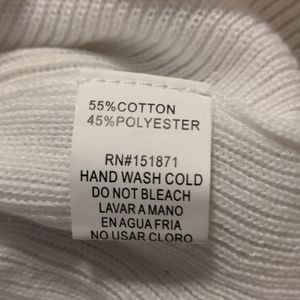 55%COTTON
45%POLYESTER
RN#151871
HAND WASH COLD
DO NOT BLEACH
LAVAR A MANO
EN AGUA FRIA
NO USAR CLORO